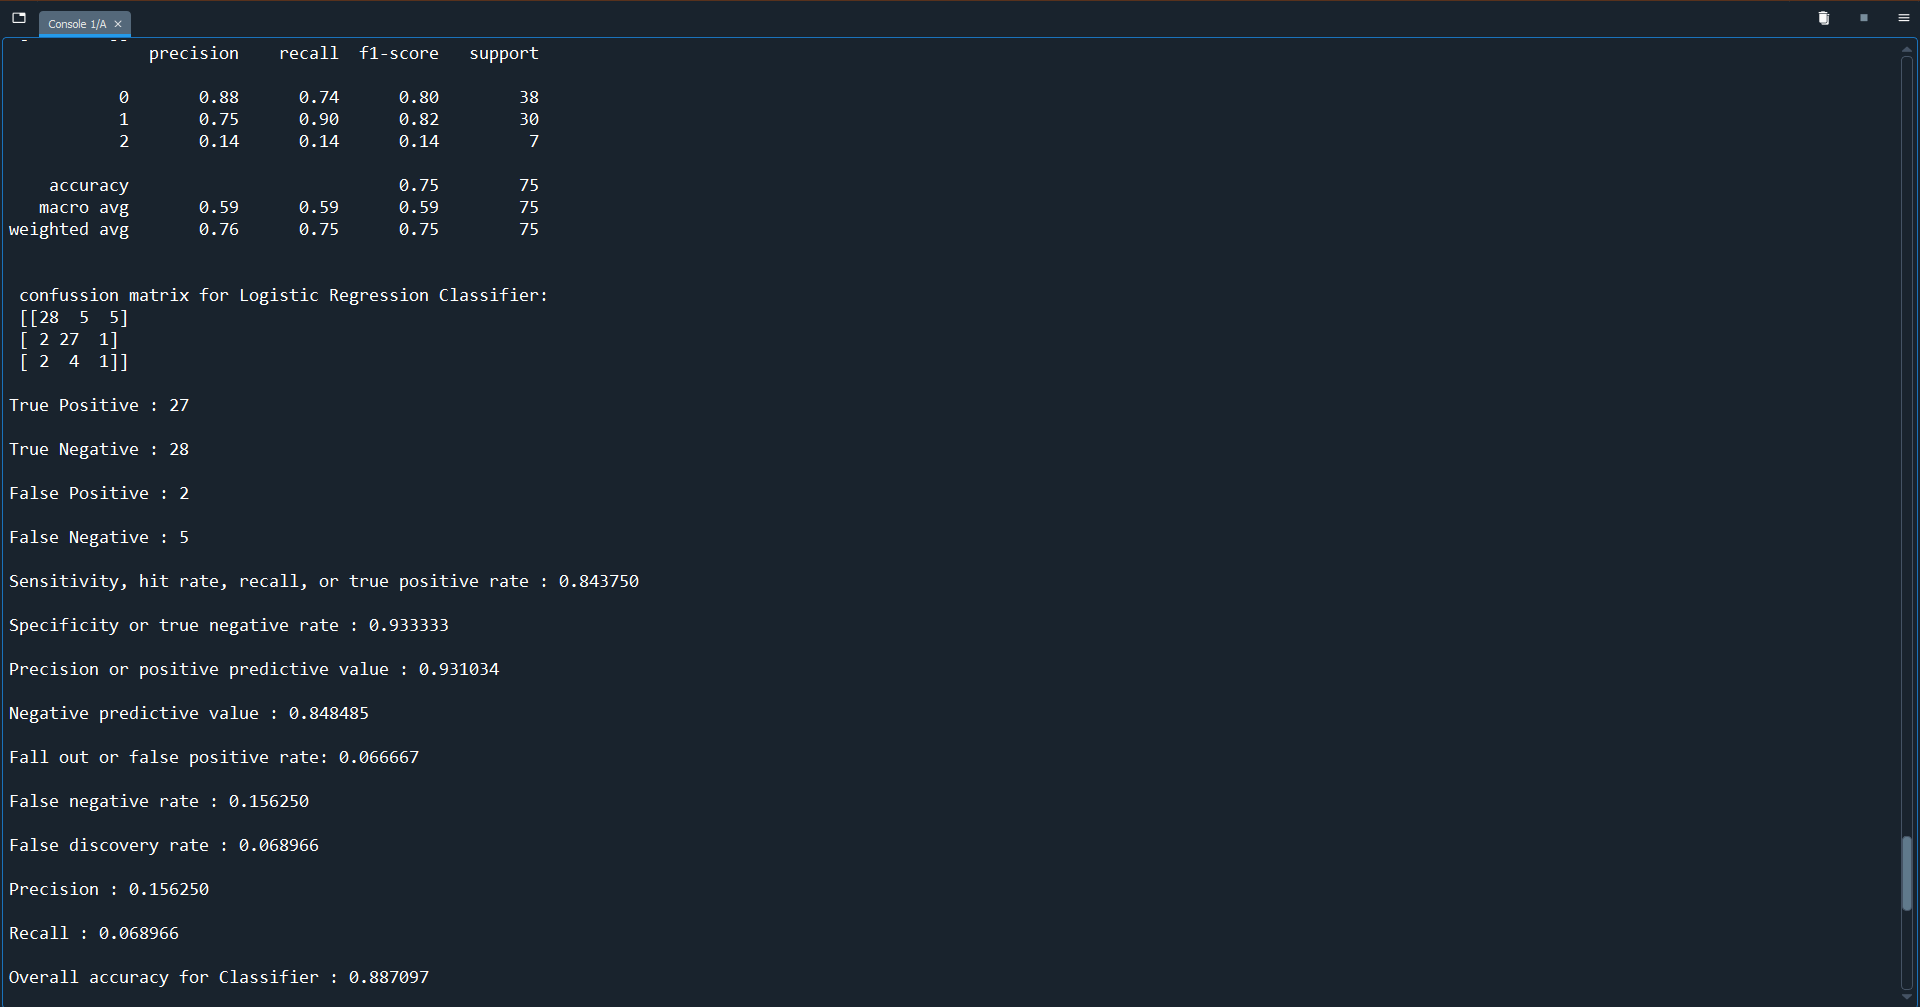 Console 1/A
precision recall f1-score support
0 0.88 0.74 0.80 38
1 0.75 0.90 0.82 30
2 0.14 0.14 0.14 7
accuracy 0.75 75
macro avg 0.59 0.59 0.59 75
weighted avg 0.76 0.75 0.75 75
confussion matrix for Logistic Regression Classifier:
[[28 5 5]
[ 2 27 1]
[ 2 4 1]]
True Positive : 27
True Negative : 28
False Positive : 2
False Negative : 5
Sensitivity, hit rate, recall, or true positive rate : 0.843750
Specificity or true negative rate : 0.933333
Precision or positive predictive value : 0.931034
Negative predictive value : 0.848485
Fall out or false positive rate: 0.066667
False negative rate : 0.156250
False discovery rate : 0.068966
Precision : 0.156250
Recall : 0.068966
Overall accuracy for Classifier : 0.887097